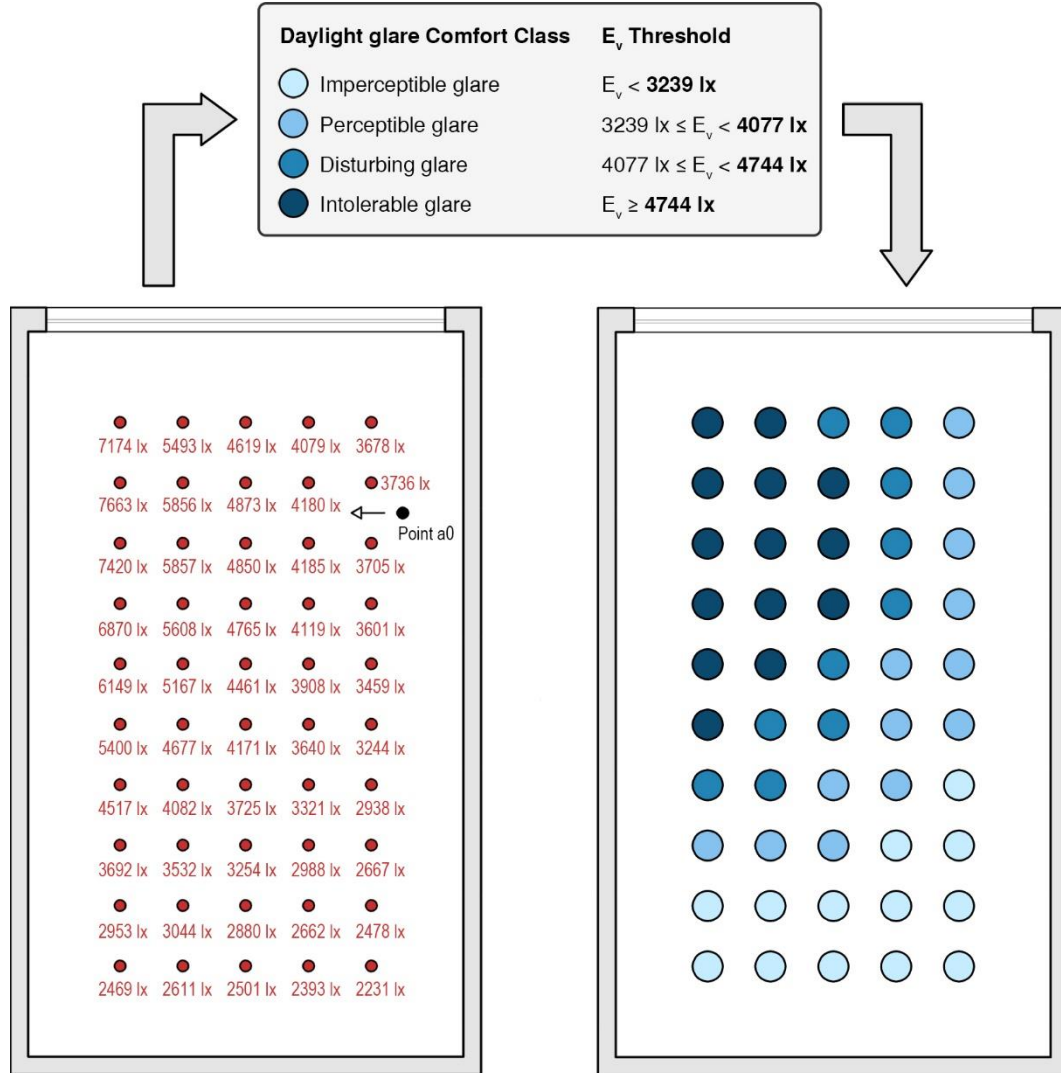 Daylight glare Comfort Class Ev Threshold
Imperceptible glare Ev < 3239 lx
Perceptible glare 3239 lx ≤ Ev < 4077 lx
Disturbing glare 4077 lx ≤ Ev < 4744 lx
Intolerable glare Ev ≥ 4744 lx
7174 lx 5493 lx 4619 lx 4079 lx 3678 lx
3736 lx
7663 lx 5856 lx 4873 lx 4180 lx
Point a0
7420 lx 5857 lx 4850 lx 4185 lx 3705 lx
6870 lx 5608 lx 4765 lx 4119 lx 3601 lx
6149 lx 5167 lx 4461 lx 3908 lx 3459 lx
5400 lx 4677 lx 4171 lx 3640 lx 3244 lx
4517 lx 4082 lx 3725 lx 3321 lx 2938 lx
3692 lx 3532 lx 3254 lx 2988 lx 2667 lx
2953 lx 3044 lx 2880 lx 2662 lx 2478 lx
2469 lx 2611 lx 2501 lx 2393 lx 2231 lx